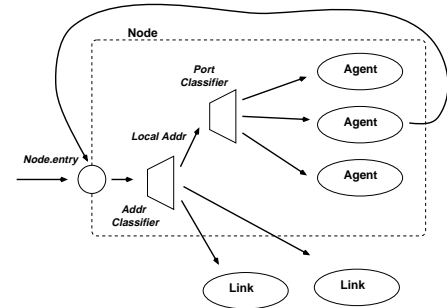 Node
Port
Classifier
Agent
Local Addr
Agent
Node.entry
Agent
Addr
Classifier
Link
Link